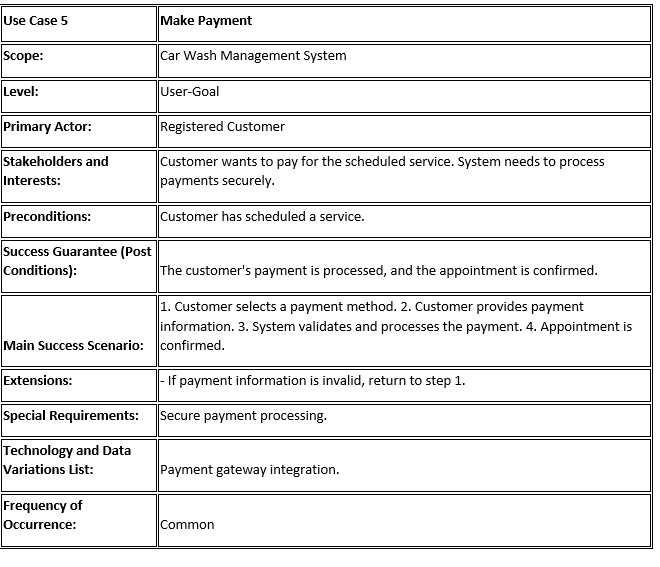 Use Case 5
Make Payment
Scope:
Car Wash Management System
Level:
User-Goal
Primary Actor:
Registered Customer
Stakeholders and
Interests:
Customer wants to pay for the scheduled service. System needs to process
payments securely.
Preconditions:
Customer has scheduled a service.
Success Guarantee (Post
Conditions):
The customer's payment is processed, and the appointment is confirmed.
Main Success Scenario:
1. Customer selects a payment method. 2. Customer provides payment
information. 3. System validates and processes the payment. 4. Appointment is
confirmed.
Extensions:
- If payment information is invalid, return to step 1.
Special Requirements:
Secure payment processing.
Technology and Data
Variations List:
Payment gateway integration.
Frequency of
Occurrence:
Common